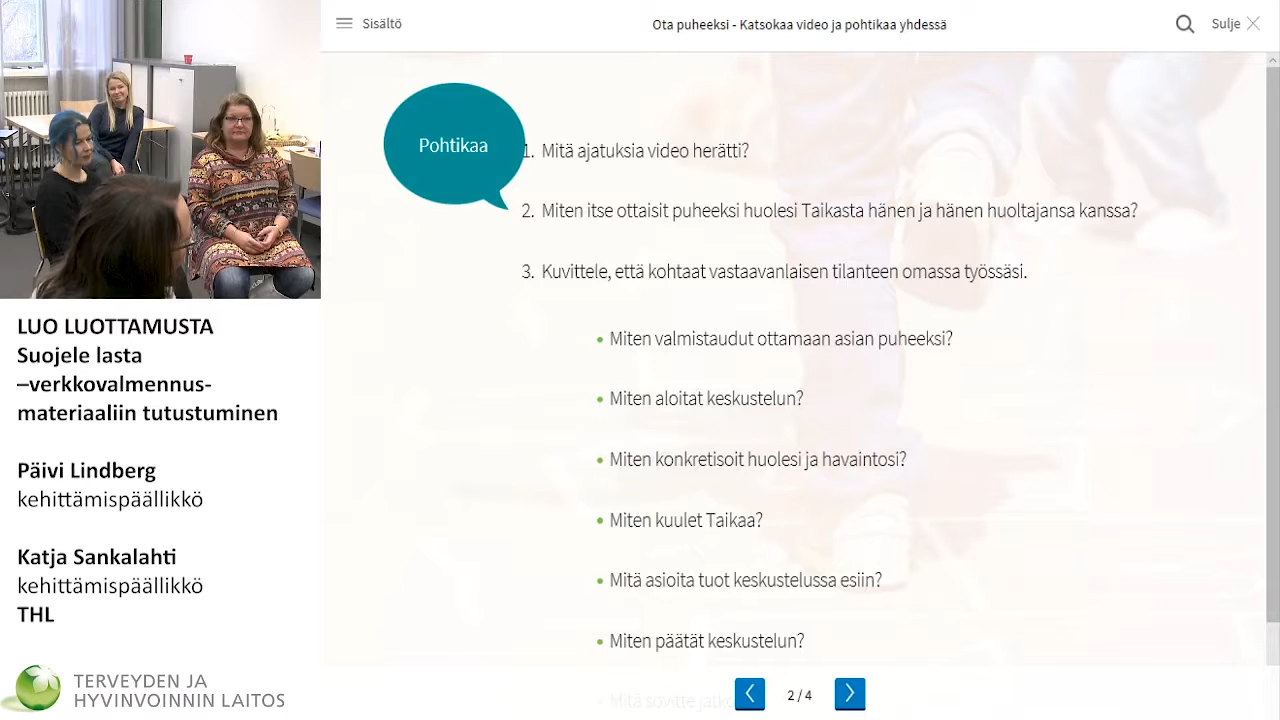 Sisältö
Ota puheeksi - Katsokaa video ja pohtikaa yhdessä
Sulje
Pohtikaa
1. Mitä ajatuksia video herätti?
2. Miten itse ottaisit puheeksi huolesi Taikasta hänen ja hänen huoltajansa kanssa?
3. Kuvittele, että kohtaat vastaavanlaisen tilanteen omassa työssäsi.
• Miten valmistaudut ottamaan asian puheeksi?
• Miten aloitat keskustelun?
• Miten konkretisoit huolesi ja havaintosi?
• Miten kuulet Taikaa?
• Mitä asioita tuot keskustelussa esiin?
• Miten päätät keskustelun?
Mitä sovitte
2 / 4
LUO LUOTTAMUSTA
Suojele lasta
–verkkovalmennus-
materiaaliin tutustuminen
Päivi Lindberg
kehittämispäällikkö
Katja Sankalahti
kehittämispäällikkö
THL
TERVEYDEN JA
HYVINVOINNIN LAITOS